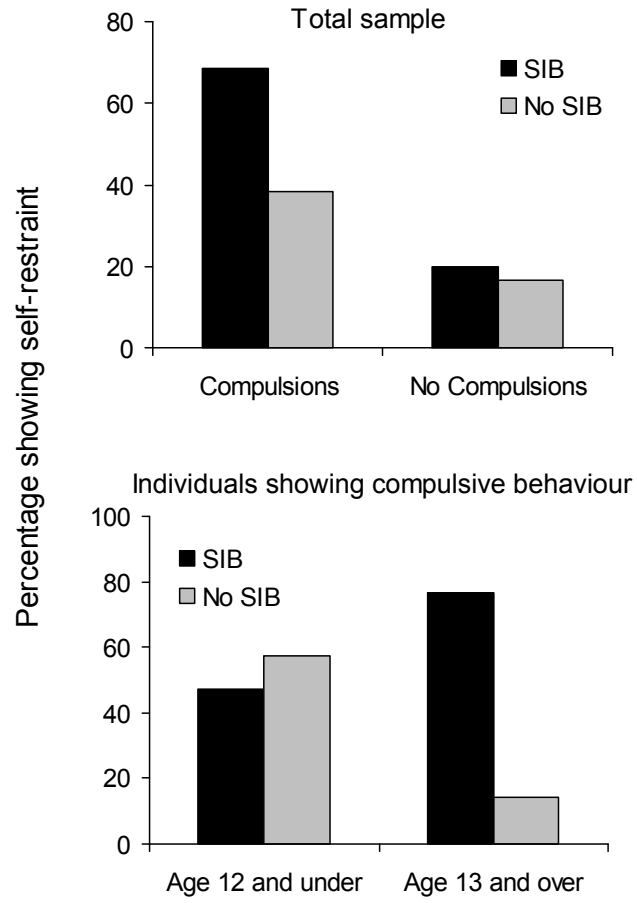 Percentage showing self-restraint
Total sample
80
60
40
20
0
SIB
No SIB
Compulsions
No Compulsions
Individuals showing compulsive behaviour
100
80
60
40
20
0
SIB
No SIB
Age 12 and under
Age 13 and over